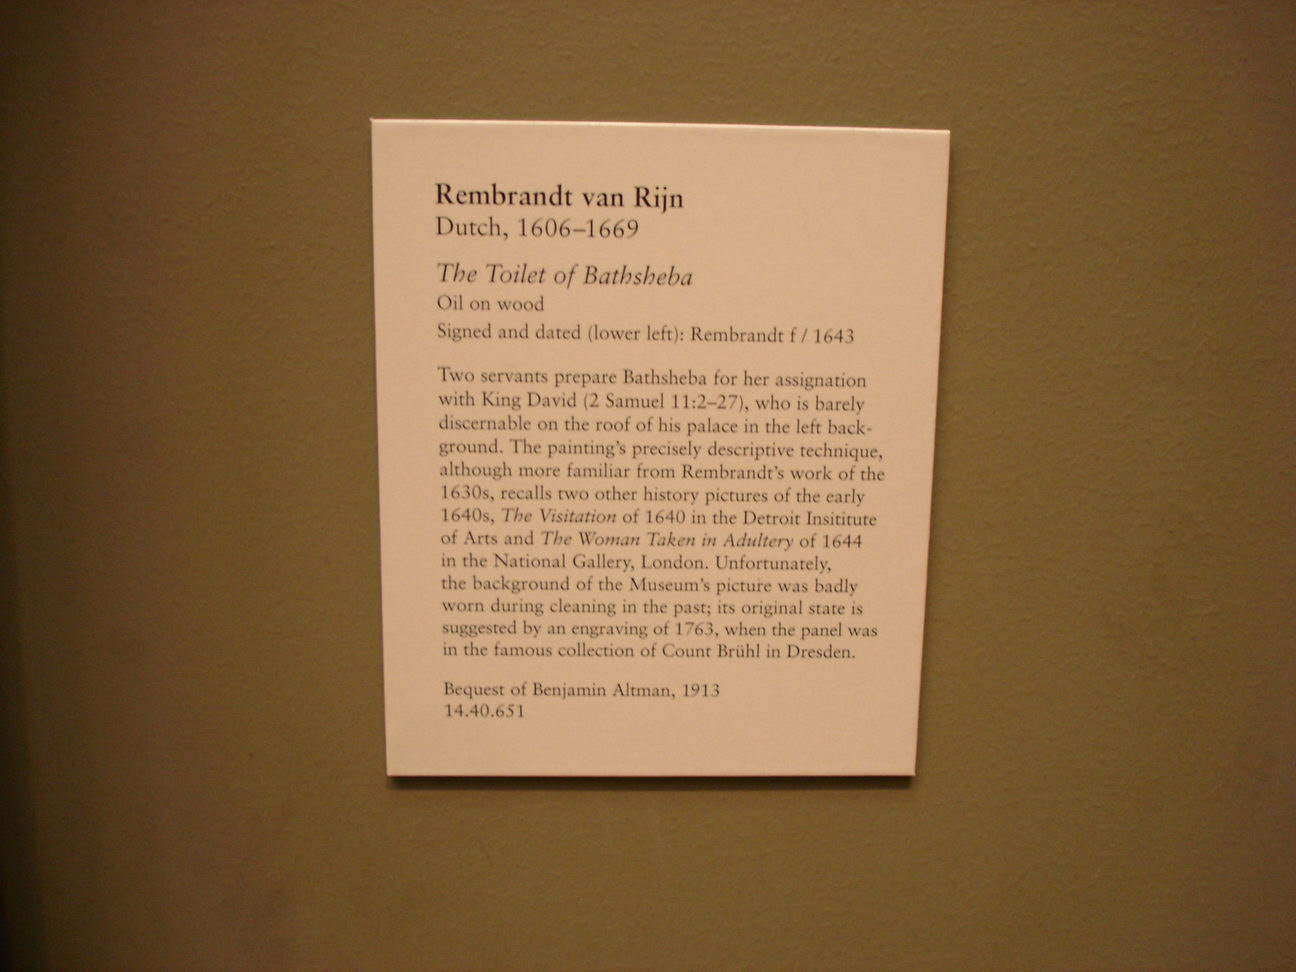 Rembrandt van Rijn
Dutch, 1606–1669
The Toilet of Bathsheba
Oil on wood
Signed and dated (lower left): Rembrandt f / 1643
Two servants prepare Bathsheba for her assignation
with King David (2 Samuel 11:2–27), who is barely
discernable on the roof of his palace in the left back-
ground. The painting's precisely descriptive technique,
although more familiar from Rembrandt's work of the
1630s, recalls two other history pictures of the early
1640s, The Visitation of 1640 in the Detroit Insititute
of Arts and The Woman Taken in Adultery of 1644
in the National Gallery, London. Unfortunately,
the background of the Museum's picture was badly
worn during cleaning in the past; its original state is
suggested by an engraving of 1763, when the panel was
in the famous collection of Count Brühl in Dresden.
Bequest of Benjamin Altman, 1913
14.40.651